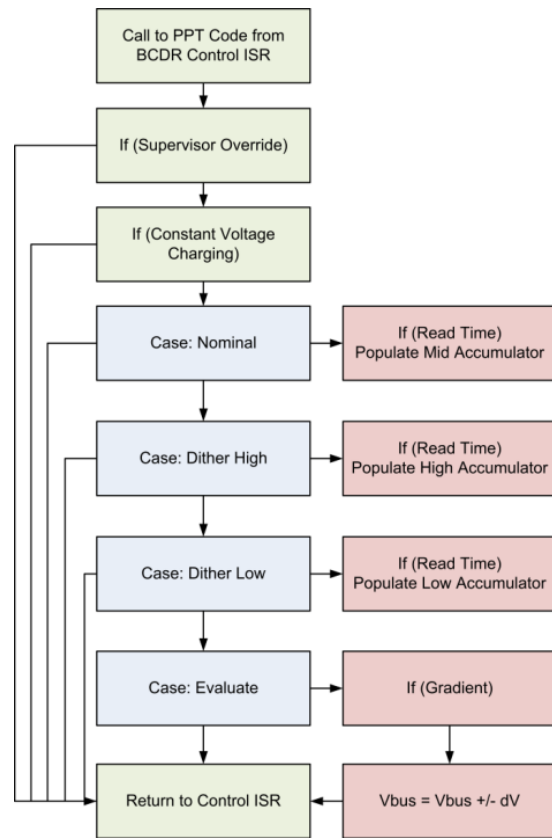 Call to PPT Code from
BCDR Control ISR
If (Supervisor Override)
If (Constant Voltage
Charging)
Case: Nominal
If (Read Time)
Populate Mid Accumulator
Case: Dither High
If (Read Time)
Populate High Accumulator
Case: Dither Low
If (Read Time)
Populate Low Accumulator
Case: Evaluate
If (Gradient)
Return to Control ISR
Vbus = Vbus +/- dV